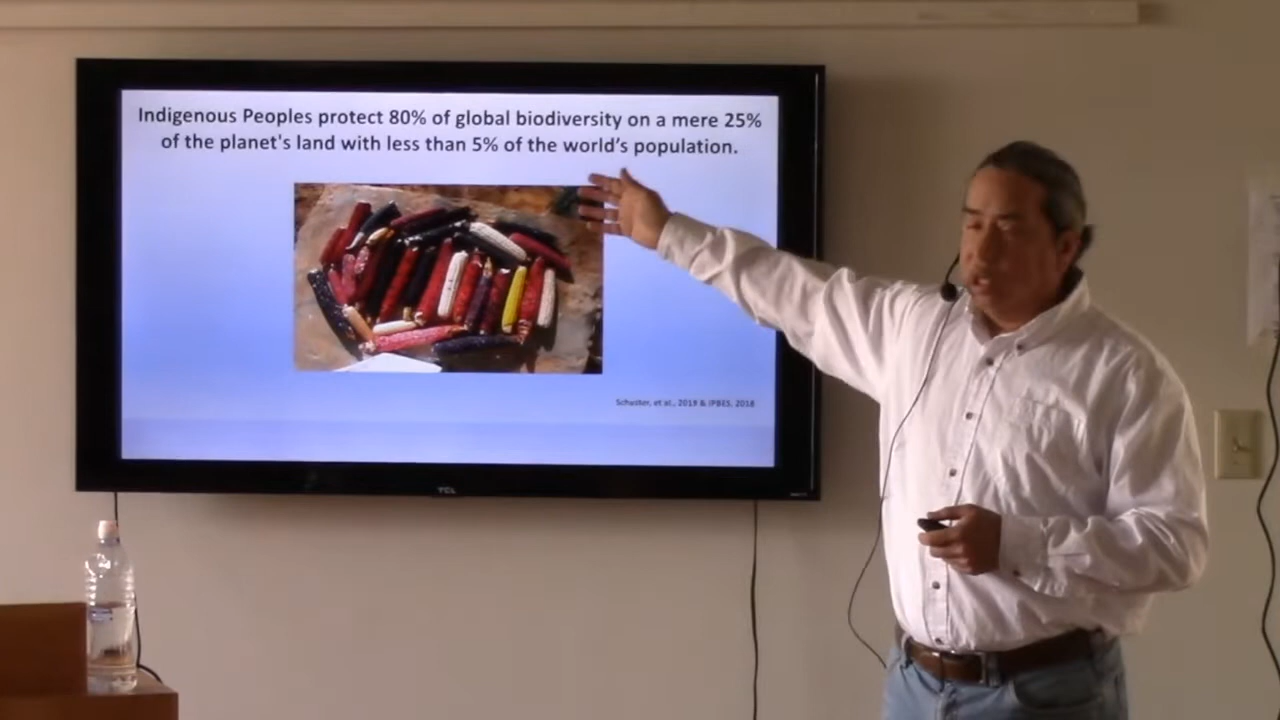 Indigenous Peoples protect 80% of global biodiversity on a mere 25%
of the planet's land with less than 5% of the world's population.
Schuster, et al., 2019 & IPBES, 2018
TCL